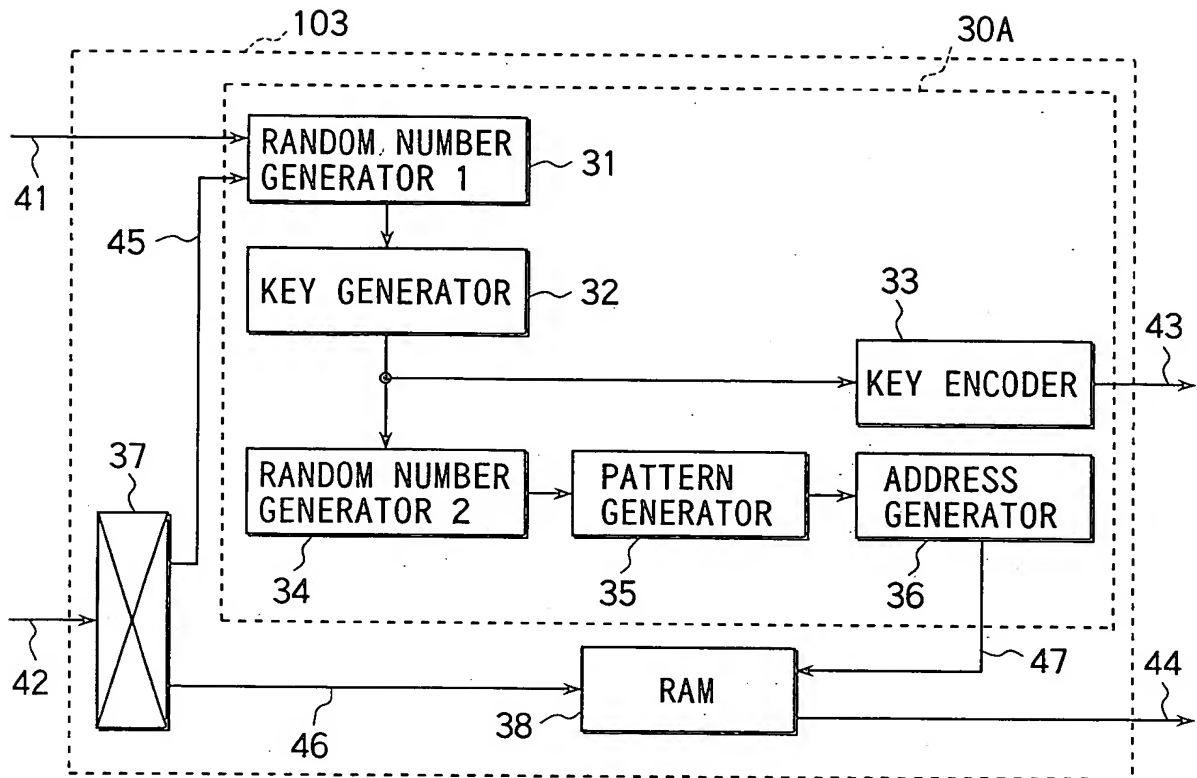 103
30A
RANDOM NUMBER
GENERATOR 1
31
41
45
KEY GENERATOR
32
33
43
KEY ENCODER
37
RANDOM NUMBER
GENERATOR 2
PATTERN
GENERATOR
ADDRESS
GENERATOR
34
35
36
42
47
44
RAM
46
38